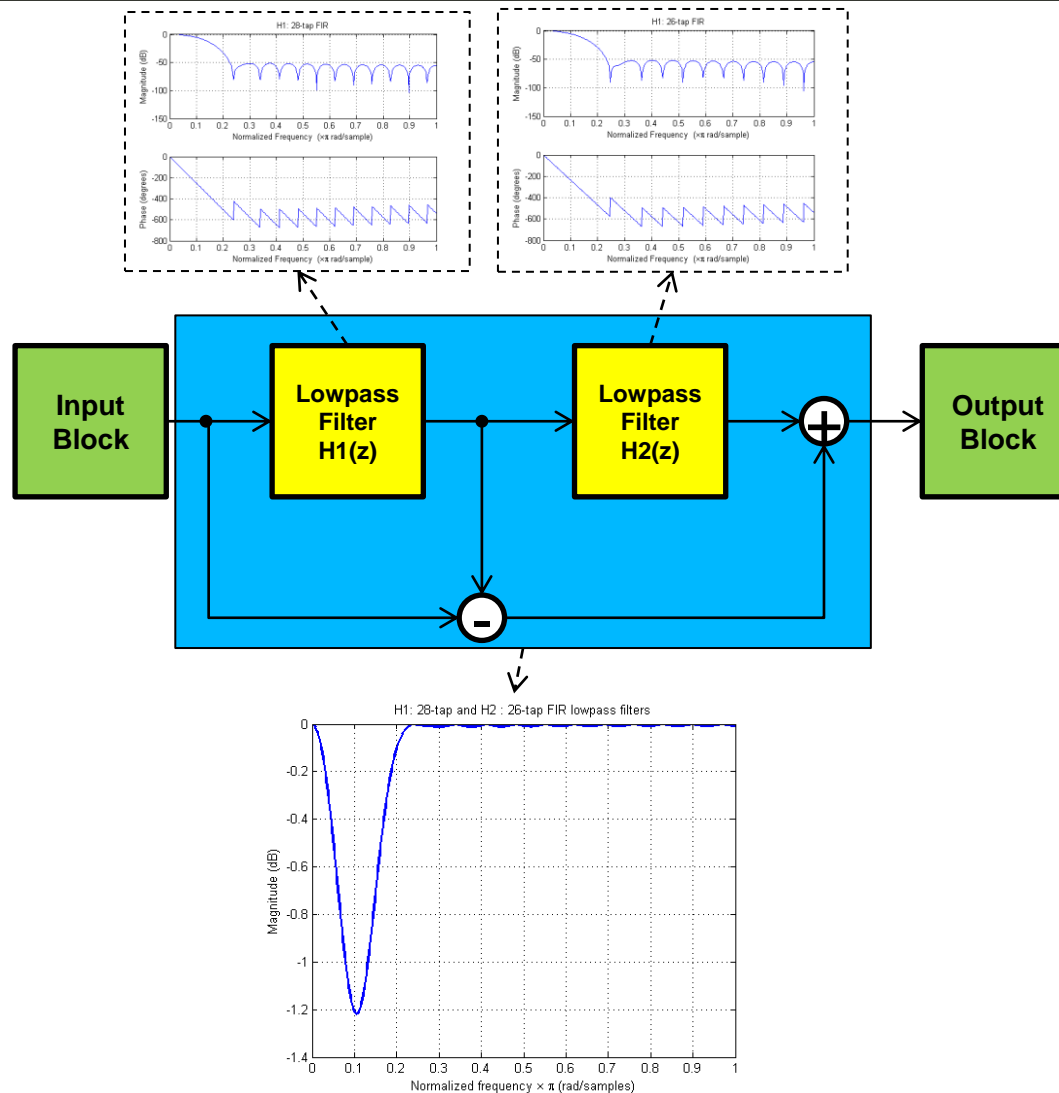 H1: 28-tap FIR
0
-50
-100
-150
Magnitude (dB)
0 0.1 0.2 0.3 0.4 0.5 0.6 0.7 0.8 0.9 1
Normalized Frequency (×π rad/sample)
0
-200
-400
-600
-800
Phase (degrees)
0 0.1 0.2 0.3 0.4 0.5 0.6 0.7 0.8 0.9 1
Normalized Frequency (×π rad/sample)
H1: 26-tap FIR
0
-50
-100
-150
Magnitude (dB)
0 0.1 0.2 0.3 0.4 0.5 0.6 0.7 0.8 0.9 1
Normalized Frequency (×π rad/sample)
0
-200
-400
-600
-800
Phase (degrees)
0 0.1 0.2 0.3 0.4 0.5 0.6 0.7 0.8 0.9 1
Normalized Frequency (×π rad/sample)
Input
Block
Lowpass
Filter
H1(z)
Lowpass
Filter
H2(z)
+
Output
Block
-
H1: 28-tap and H2 : 26-tap FIR lowpass filters
0
-0.2
-0.4
-0.6
-0.8
-1
-1.2
-1.4
Magnitude (dB)
0 0.1 0.2 0.3 0.4 0.5 0.6 0.7 0.8 0.9 1
Normalized frequency × π (rad/samples)